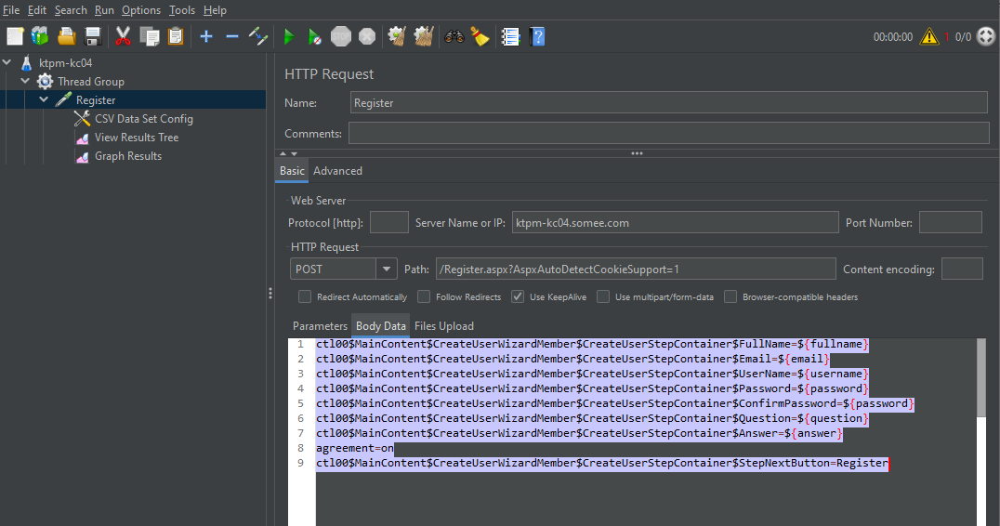 File Edit Search Run Options Tools Help
00:00:00 1 0/0
ktpm-kc04
Thread Group
Register
CSV Data Set Config
View Results Tree
Graph Results
HTTP Request
Name: Register
Comments:
Basic Advanced
Web Server
Protocol [http]: Server Name or IP: ktpm-kc04.somee.com Port Number:
HTTP Request
POST Path: /Register.aspx?AspxAutoDetectCookieSupport=1 Content encoding:
Redirect Automatically Follow Redirects Use KeepAlive Use multipart/form-data Browser-compatible headers
Parameters Body Data Files Upload
1 ctl00$MainContent$CreateUserWizardMember$CreateUserStepContainer$FullName=${fullname}
2 ctl00$MainContent$CreateUserWizardMember$CreateUserStepContainer$Email=${email}
3 ctl00$MainContent$CreateUserWizardMember$CreateUserStepContainer$UserName=${username}
4 ctl00$MainContent$CreateUserWizardMember$CreateUserStepContainer$Password=${password}
5 ctl00$MainContent$CreateUserWizardMember$CreateUserStepContainer$ConfirmPassword=${password}
6 ctl00$MainContent$CreateUserWizardMember$CreateUserStepContainer$Question=${question}
7 ctl00$MainContent$CreateUserWizardMember$CreateUserStepContainer$Answer=${answer}
8 agreement=on
9 ctl00$MainContent$CreateUserWizardMember$CreateUserStepContainer$StepNextButton=Register